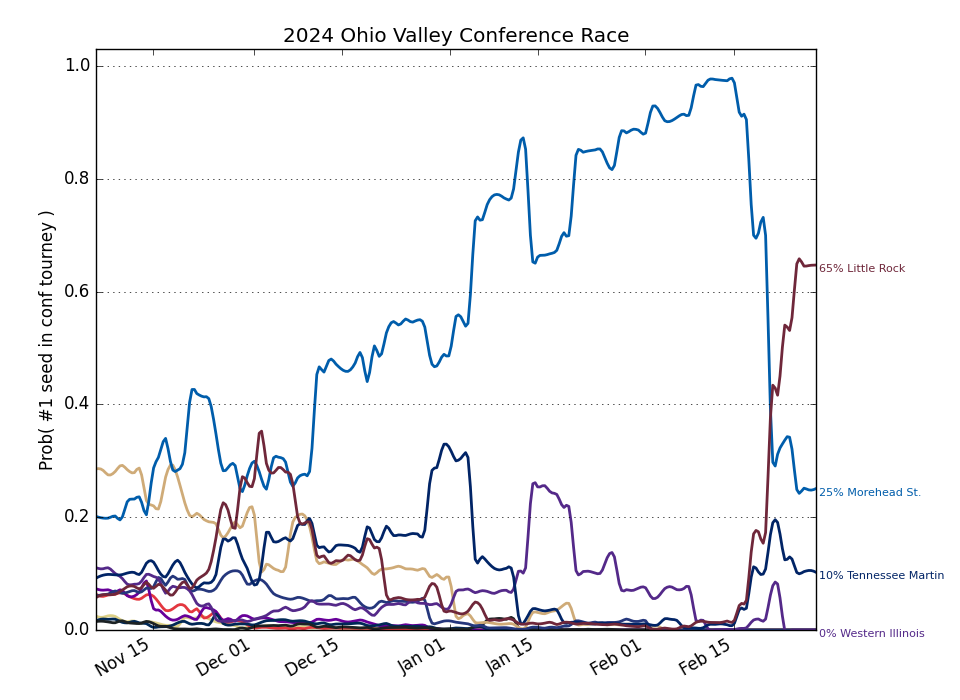 2024 Ohio Valley Conference Race
Prob( #1 seed in conf tourney )
1.0
0.8
0.6
0.4
0.2
0.0
65% Little Rock
25% Morehead St.
10% Tennessee Martin
0% Western Illinois
Nov 15
Dec 01
Dec 15
Jan 01
Jan 15
Feb 01
Feb 15